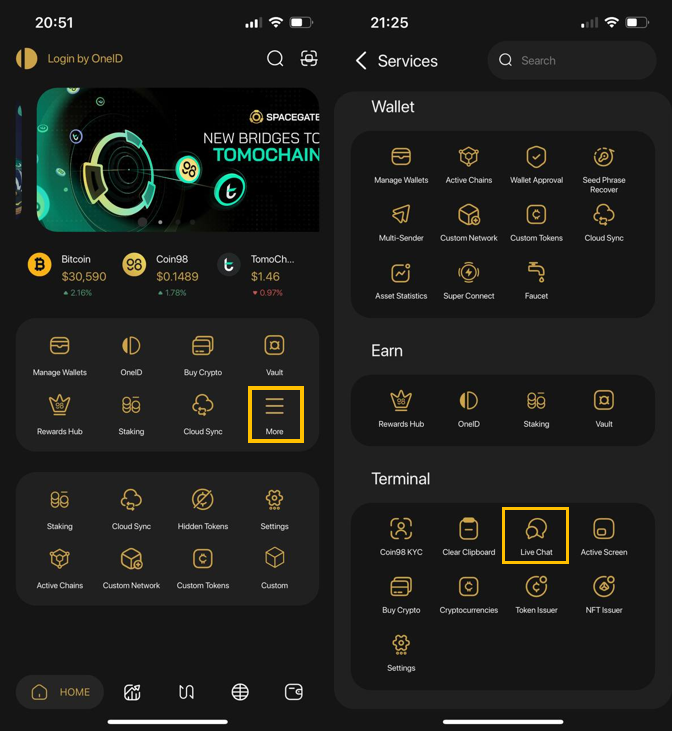 20:51
Login by OneID
SPACEGATE
NEW BRIDGES TO
TOMOCHAIN
Bitcoin
$30,590
2.16%
Coin98
$0.1489
1.78%
TomoCh...
$1.46
0.97%
Manage Wallets
OneID
Buy Crypto
Vault
98
Rewards Hub
Staking
Cloud Sync
More
Staking
Cloud Sync
Hidden Tokens
Settings
Active Chains
Custom Network
Custom Tokens
Custom
HOME
21:25
Services
Search
Wallet
Manage Wallets
Active Chains
Wallet Approval
Seed Phrase
Recover
Multi-Sender
Custom Network
Custom Tokens
Cloud Sync
Asset Statistics
Super Connect
Faucet
Earn
98
Rewards Hub
OneID
Staking
Vault
Terminal
Coin98 KYC
Clear Clipboard
Live Chat
Active Screen
Buy Crypto
Cryptocurrencies
Token Issuer
NFT Issuer
Settings